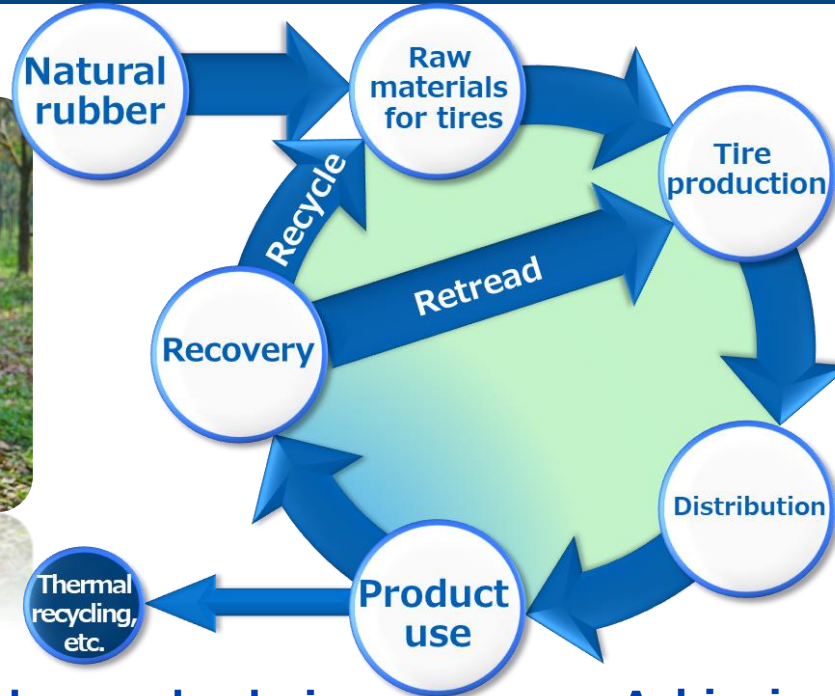 Natural
rubber
Raw
materials
for tires
Tire
production
Recycle
Retread
Recovery
Distribution
Product
use
Thermal
recycling,
etc.